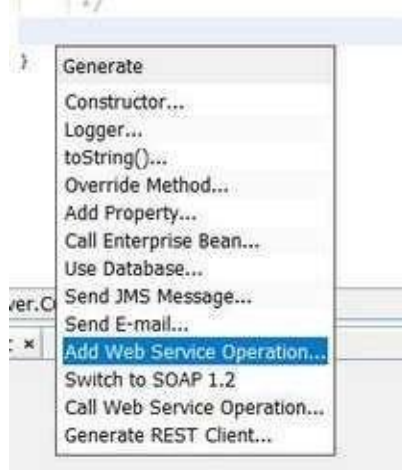 */
}
Generate
Constructor...
Logger...
toString()...
Override Method...
Add Property...
Call Enterprise Bean...
Use Database...
Send JMS Message...
ver.C
Send E-mail...
Add Web Service Operation...
Switch to SOAP 1.2
Call Web Service Operation...
Generate REST Client...